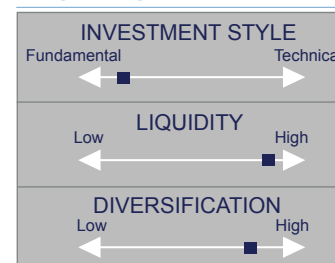 INVESTMENT STYLE
Fundamental Technica
LIQUIDITY
Low High
DIVERSIFICATION
Low High